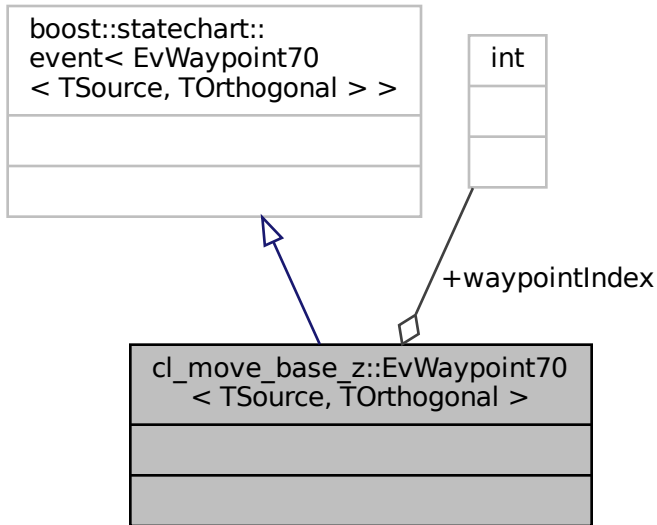 boost::statechart::
event< EvWaypoint70
< TSource, TOrthogonal > >
int
+waypointIndex
cl_move_base_z::EvWaypoint70
< TSource, TOrthogonal >